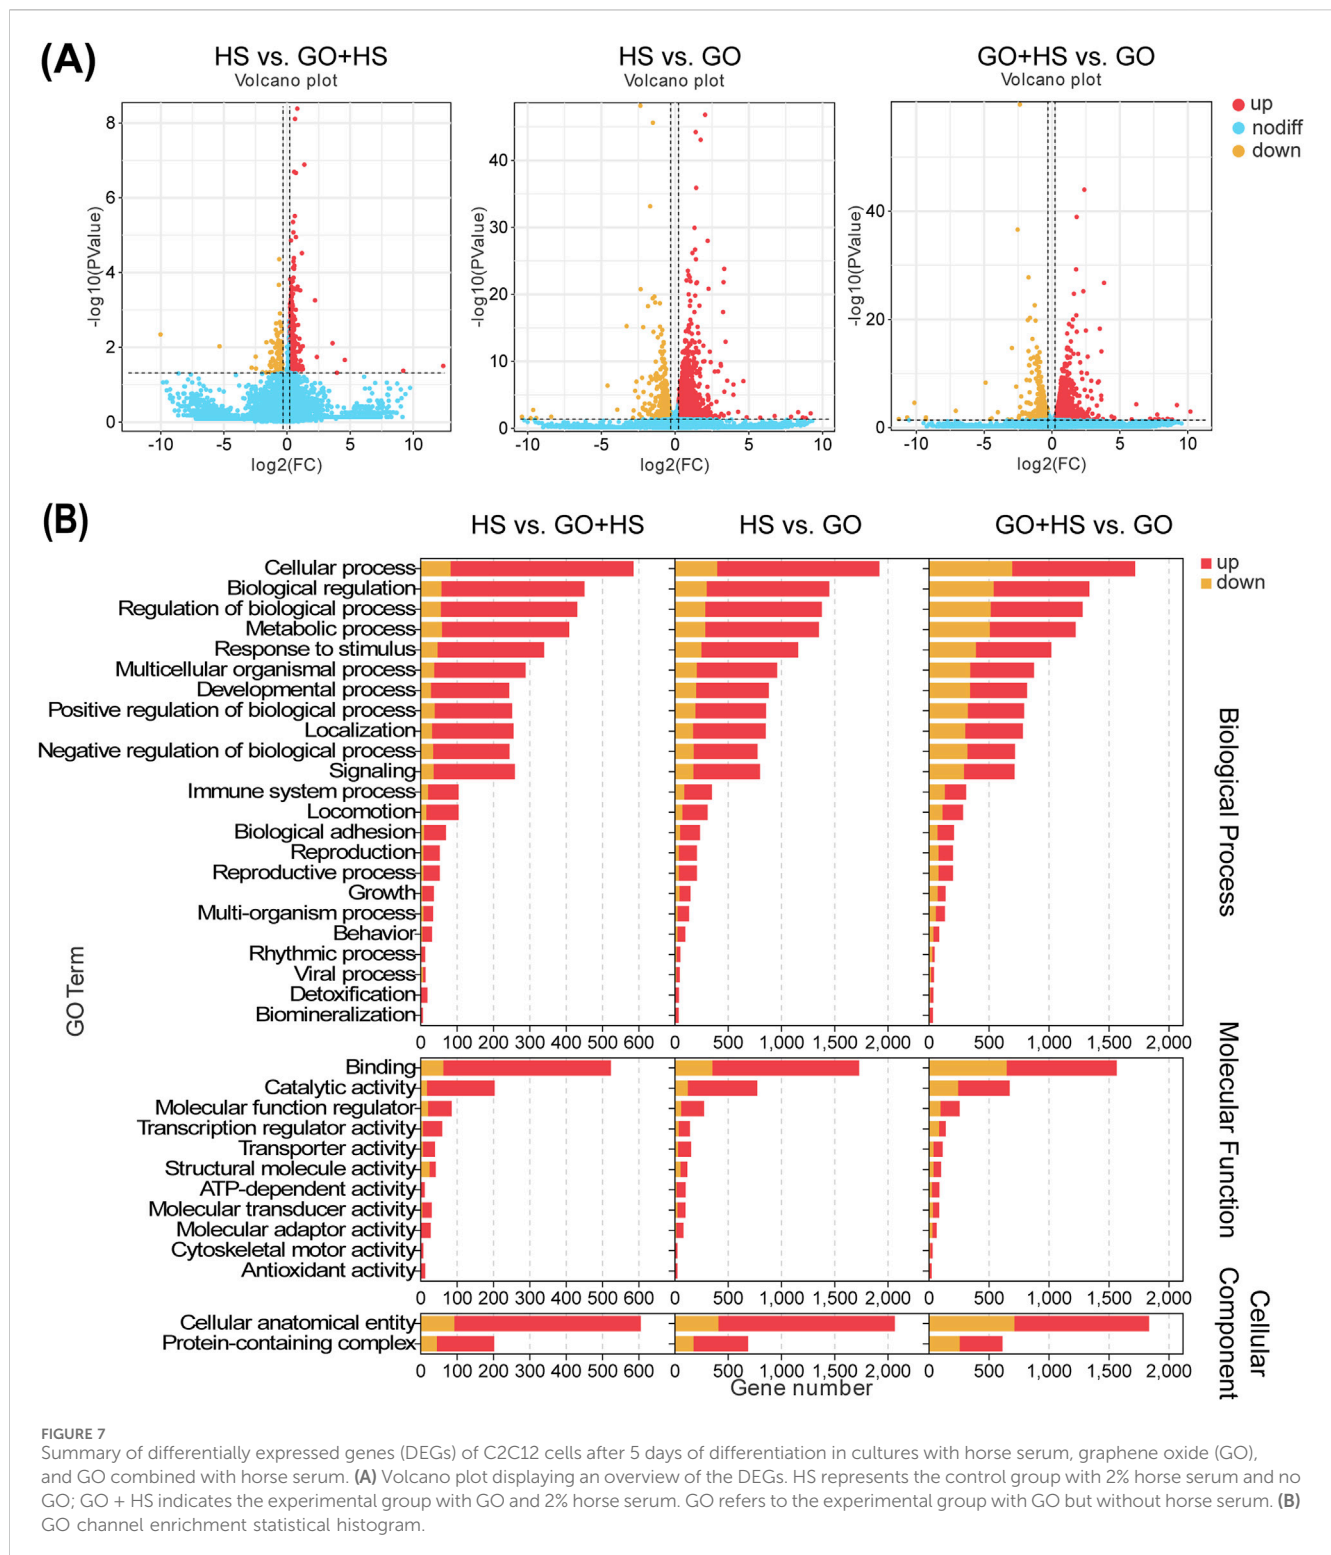 (A)
HS vs. GO+HS
Volcano plot
HS vs. GO
Volcano plot
GO+HS vs. GO
Volcano plot
up
nodiff
down
-log10(PValue)
8
6
4
2
0
-10 -5 0 5 10
log2(FC)
-log10(PValue)
40
30
20
10
0
-10 -5 0 5 10
log2(FC)
-log10(PValue)
40
20
0
-10 -5 0 5 10
log2(FC)
(B)
HS vs. GO+HS
HS vs. GO
GO+HS vs. GO
up
down
GO Term
Cellular process
Biological regulation
Regulation of biological process
Metabolic process
Response to stimulus
Multicellular organismal process
Developmental process
Positive regulation of biological process
Localization
Negative regulation of biological process
Signaling
Immune system process
Locomotion
Biological adhesion
Reproduction
Reproductive process
Growth
Multi-organism process
Behavior
Rhythmic process
Viral process
Detoxification
Biomineralization
0 100 200 300 400 500 600
0 500 1,000 1,500 2,000
0 500 1,000 1,500 2,000
Biological Process
Binding
Catalytic activity
Molecular function regulator
Transcription regulator activity
Transporter activity
Structural molecule activity
ATP-dependent activity
Molecular transducer activity
Molecular adaptor activity
Cytoskeletal motor activity
Antioxidant activity
0 100 200 300 400 500 600
0 500 1,000 1,500 2,000
0 500 1,000 1,500 2,000
Molecular Function
Cellular anatomical entity
Protein-containing complex
0 100 200 300 400 500 600
0 500 1,000 1,500 2,000
0 500 1,000 1,500 2,000
Cellular
Component
Gene number
FIGURE 7
Summary of differentially expressed genes (DEGs) of C2C12 cells after 5 days of differentiation in cultures with horse serum, graphene oxide (GO),
and GO combined with horse serum. (A) Volcano plot displaying an overview of the DEGs. HS represents the control group with 2% horse serum and no
GO; GO + HS indicates the experimental group with GO and 2% horse serum. GO refers to the experimental group with GO but without horse serum. (B)
GO channel enrichment statistical histogram.